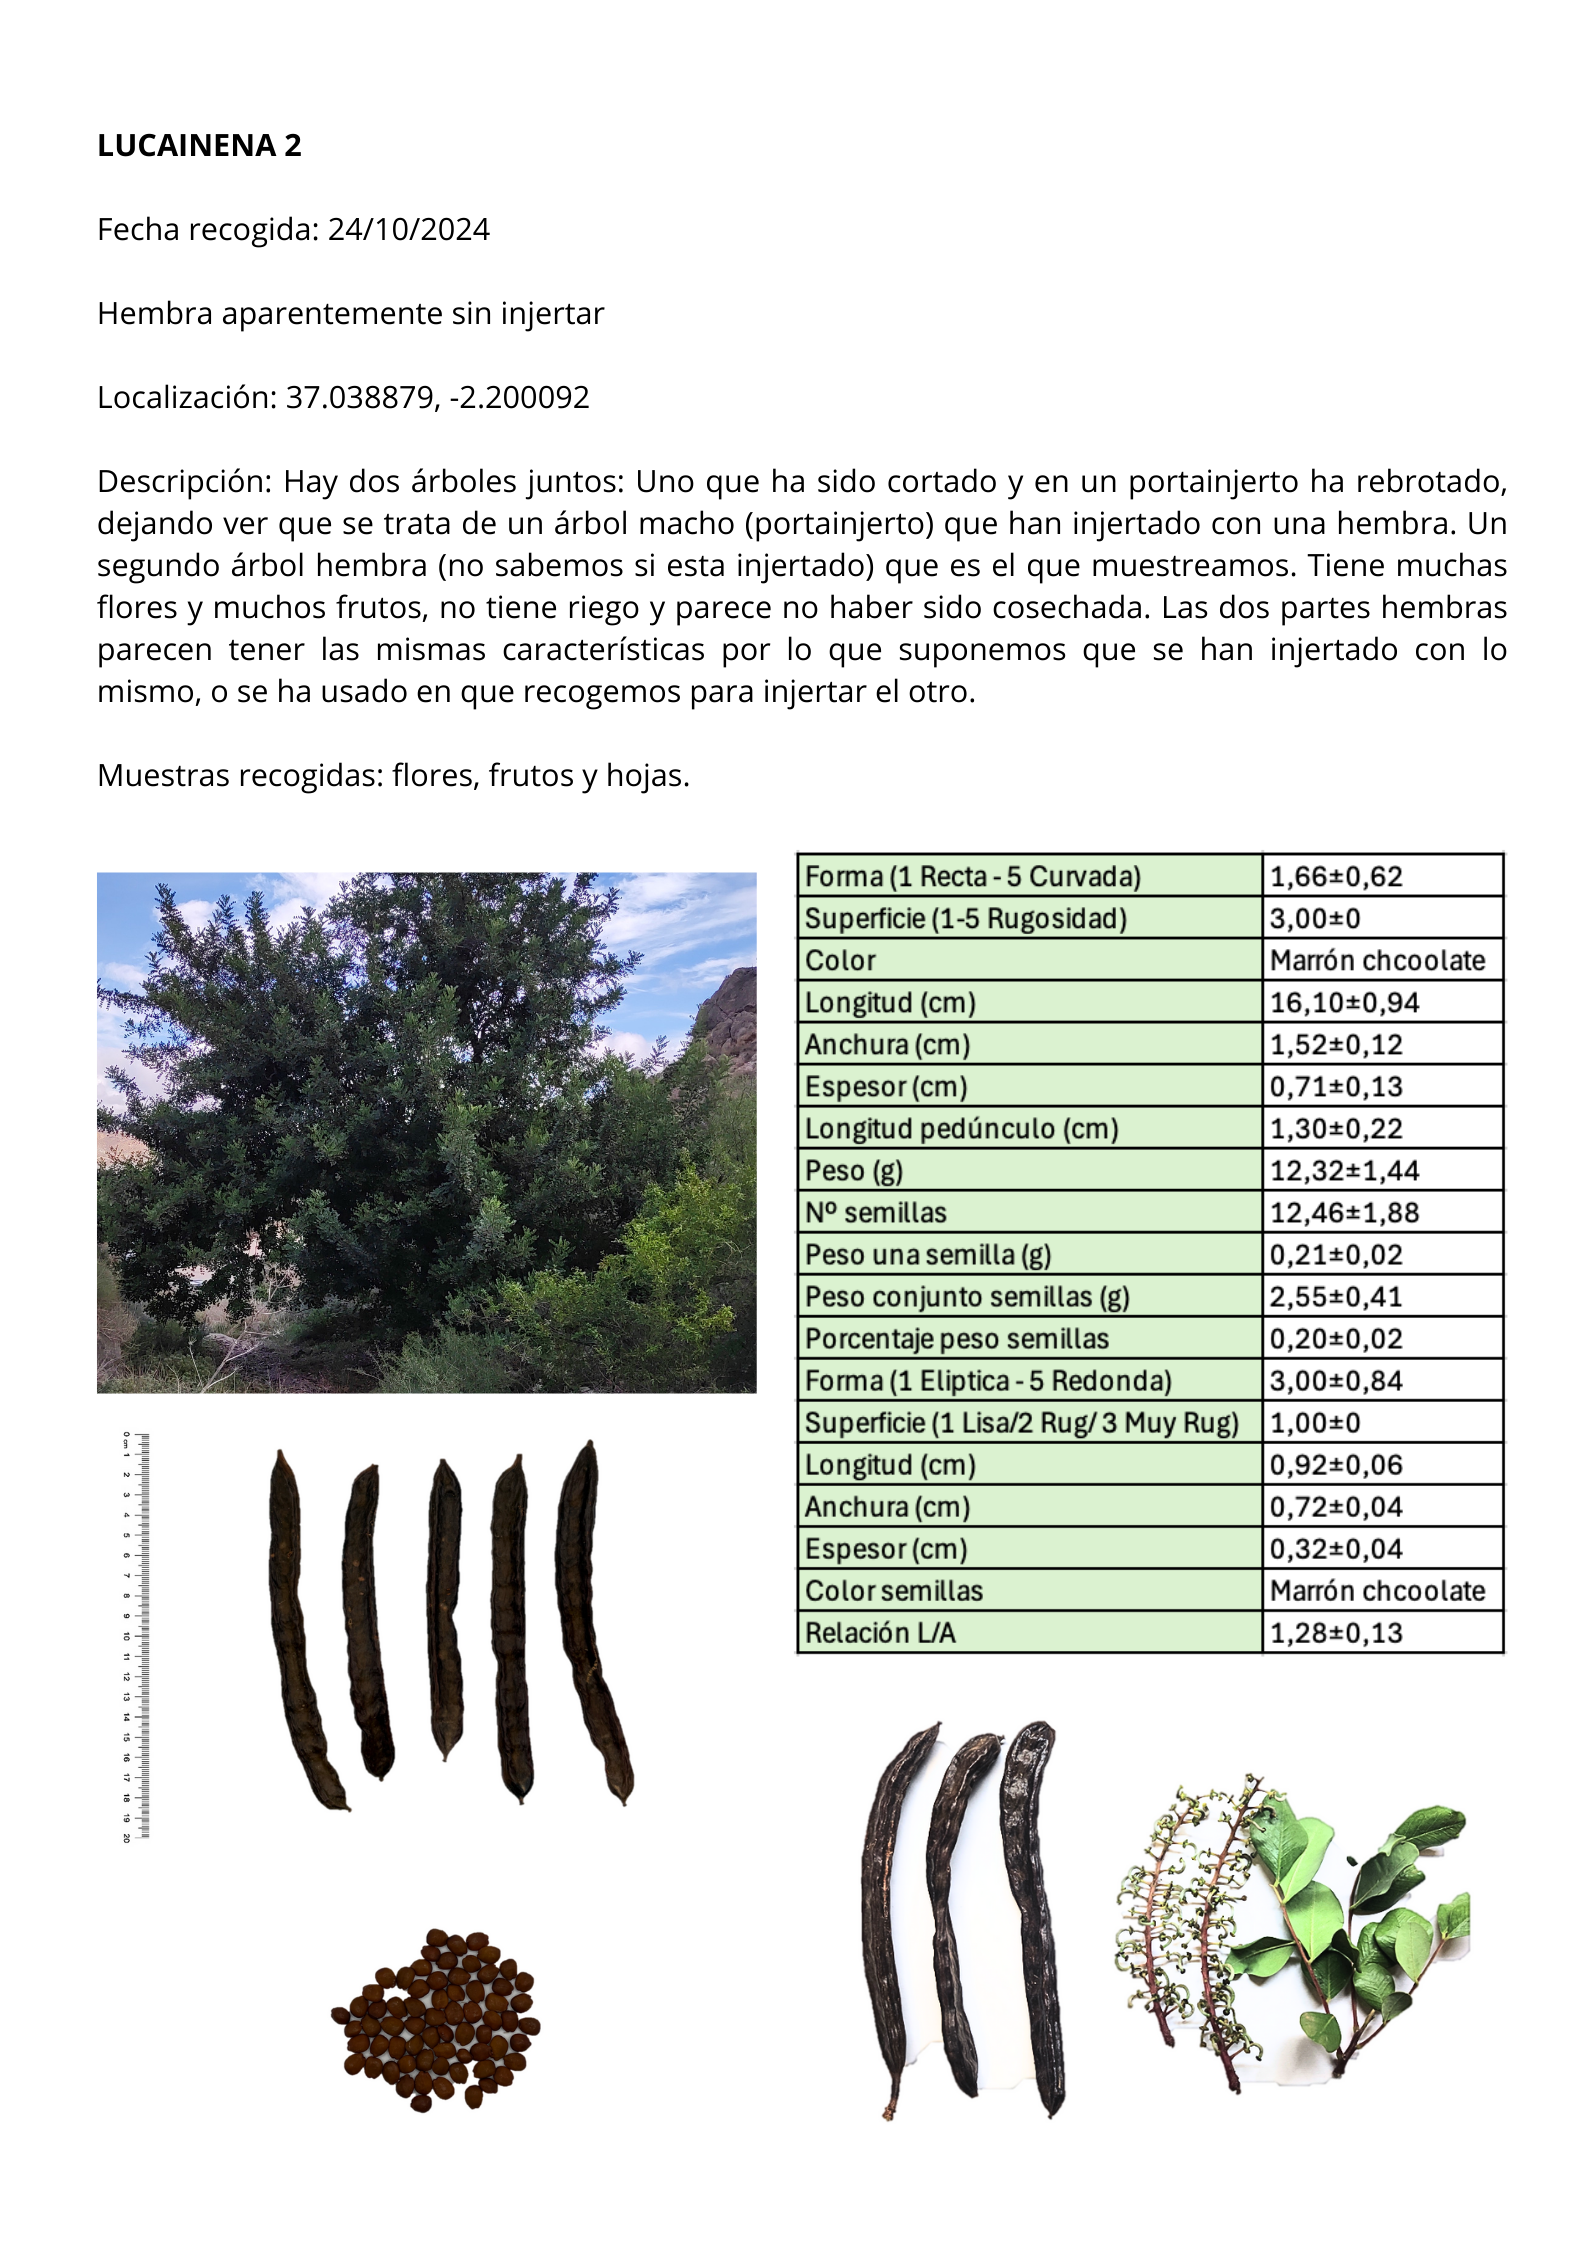 LUCAINENA 2
Fecha recogida: 24/10/2024
Hembra aparentemente sin injertar
Localización: 37.038879, -2.200092
Descripción: Hay dos árboles juntos: Uno que ha sido cortado y en un portainjerto ha rebrotado,
dejando ver que se trata de un árbol macho (portainjerto) que han injertado con una hembra. Un
segundo árbol hembra (no sabemos si esta injertado) que es el que muestreamos. Tiene muchas
flores y muchos frutos, no tiene riego y parece no haber sido cosechada. Las dos partes hembras
parecen tener las mismas características por lo que suponemos que se han injertado con lo
mismo, o se ha usado en que recogemos para injertar el otro.
Muestras recogidas: flores, frutos y hojas.
Forma (1 Recta - 5 Curvada) 1,66±0,62
Superficie (1-5 Rugosidad) 3,00±0
Color Marrón chcoolate
Longitud (cm) 16,10±0,94
Anchura (cm) 1,52±0,12
Espesor (cm) 0,71±0,13
Longitud pedúnculo (cm) 1,30±0,22
Peso (g) 12,32±1,44
Nº semillas 12,46±1,88
Peso una semilla (g) 0,21±0,02
Peso conjunto semillas (g) 2,55±0,41
Porcentaje peso semillas 0,20±0,02
Forma (1 Eliptica - 5 Redonda) 3,00±0,84
Superficie (1 Lisa/2 Rug/ 3 Muy Rug) 1,00±0
Longitud (cm) 0,92±0,06
Anchura (cm) 0,72±0,04
Espesor (cm) 0,32±0,04
Color semillas Marrón chcoolate
Relación L/A 1,28±0,13
0 cm 1 2 3 4 5 6 7 8 9 10 11 12 13 14 15 16 17 18 19 20